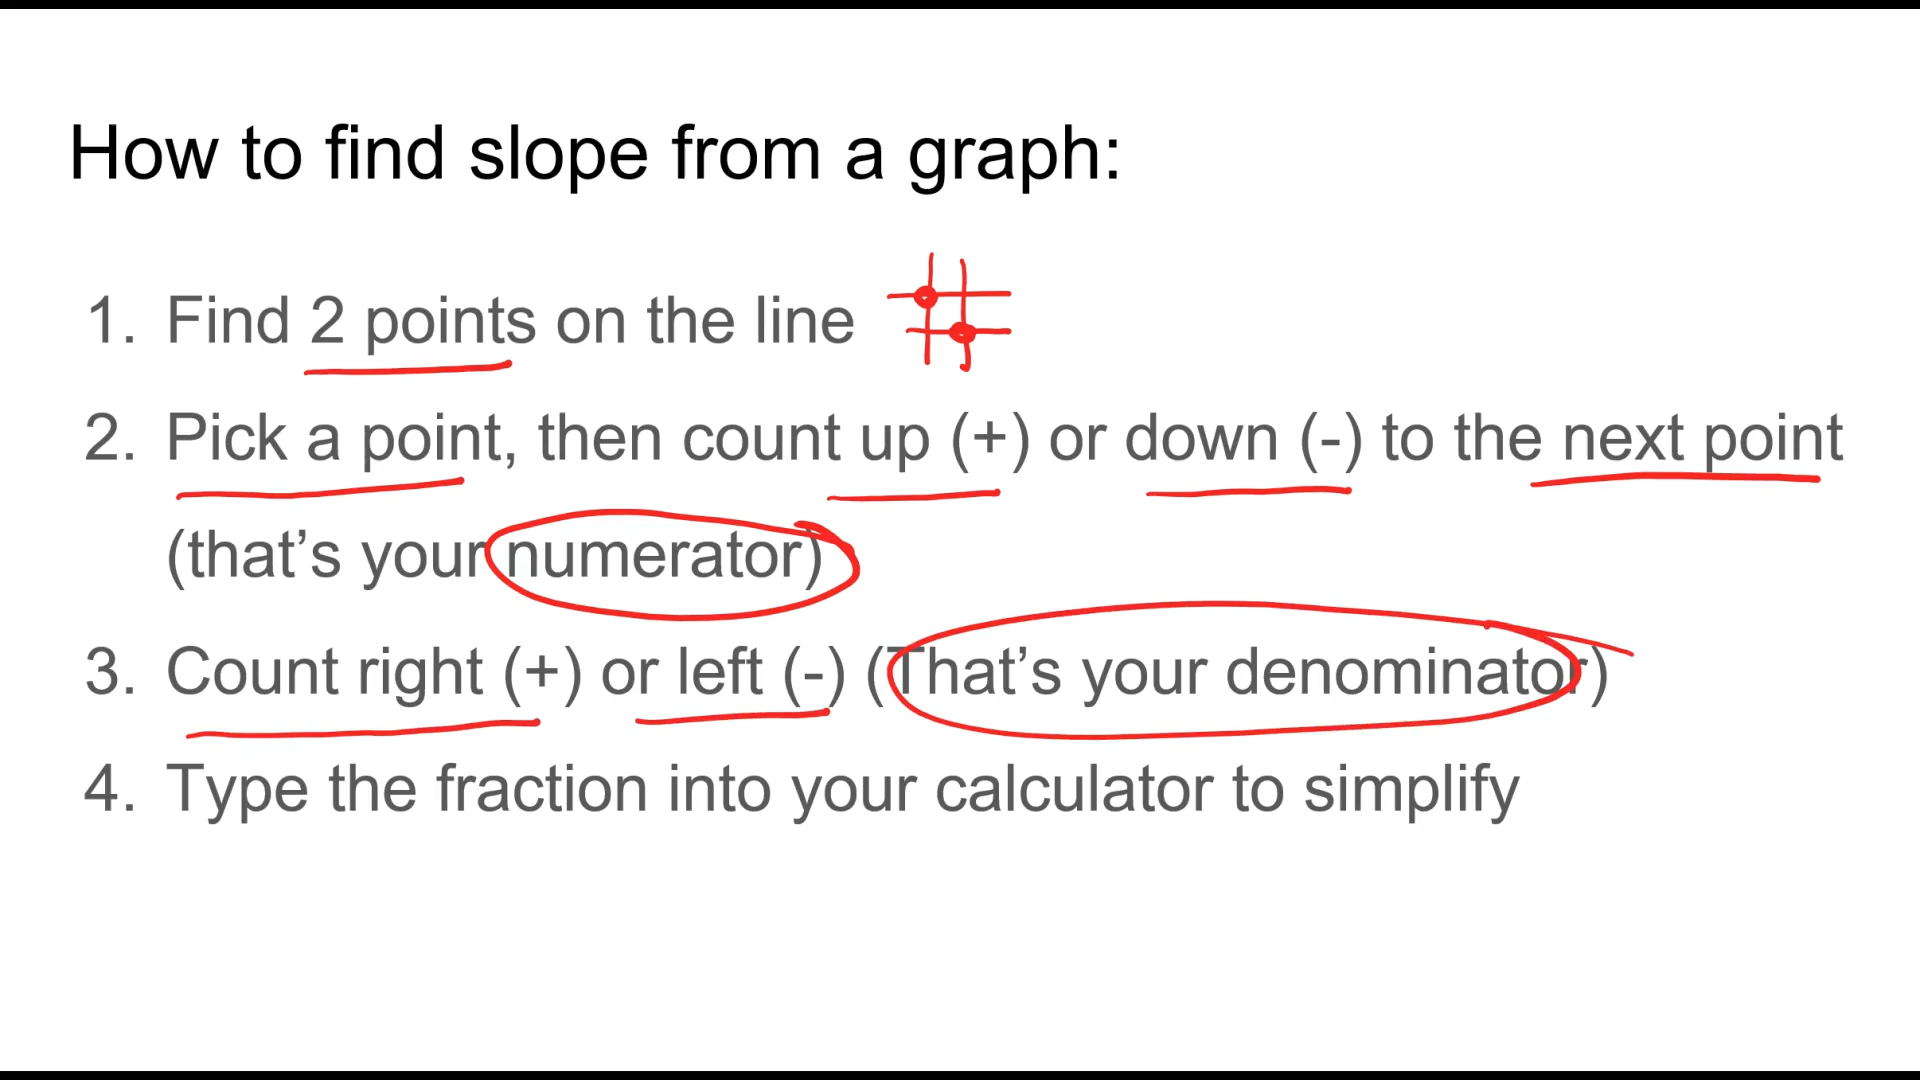 How to find slope from a graph:
1. Find 2 points on the line
2. Pick a point, then count up (+) or down (-) to the next point
(that’s your numerator)
3. Count right (+) or left (-) (That’s your denominator)
4. Type the fraction into your calculator to simplify